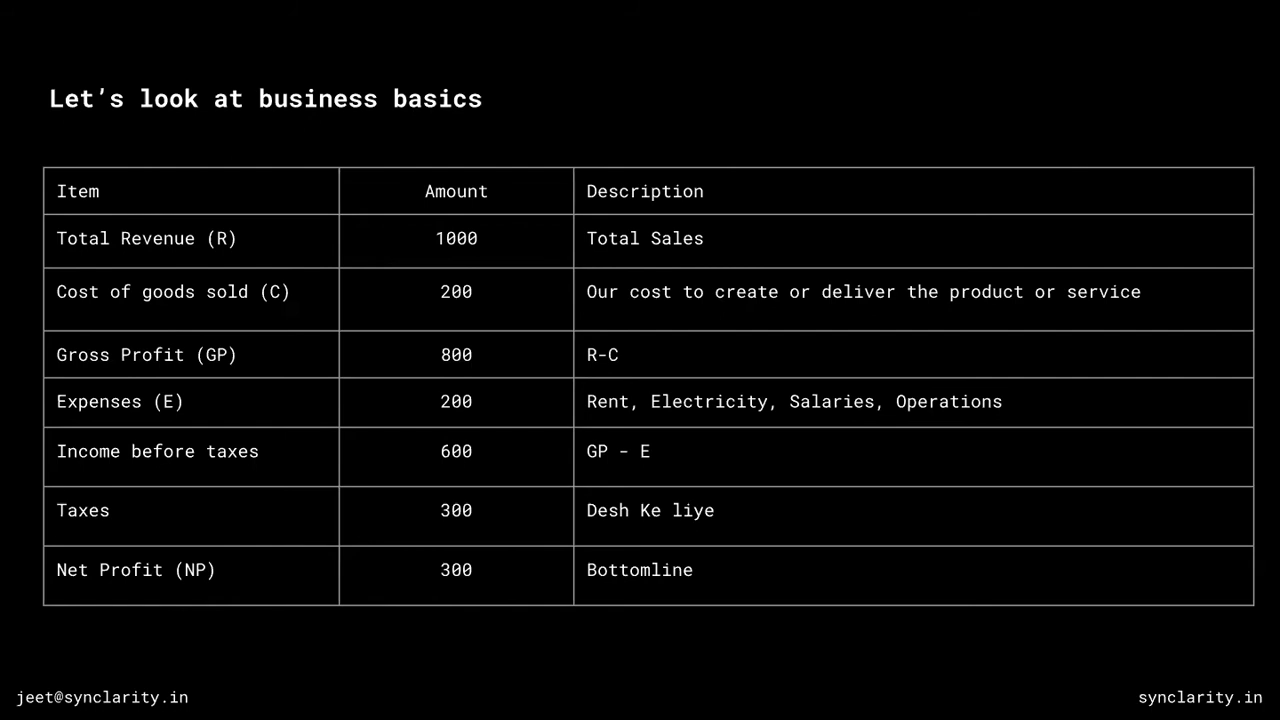 Let’s look at business basics
Item Amount Description
Total Revenue (R) 1000 Total Sales
Cost of goods sold (C) 200 Our cost to create or deliver the product or service
Gross Profit (GP) 800 R-C
Expenses (E) 200 Rent, Electricity, Salaries, Operations
Income before taxes 600 GP - E
Taxes 300 Desh Ke liye
Net Profit (NP) 300 Bottomline
jeet@synclarity.in synclarity.in